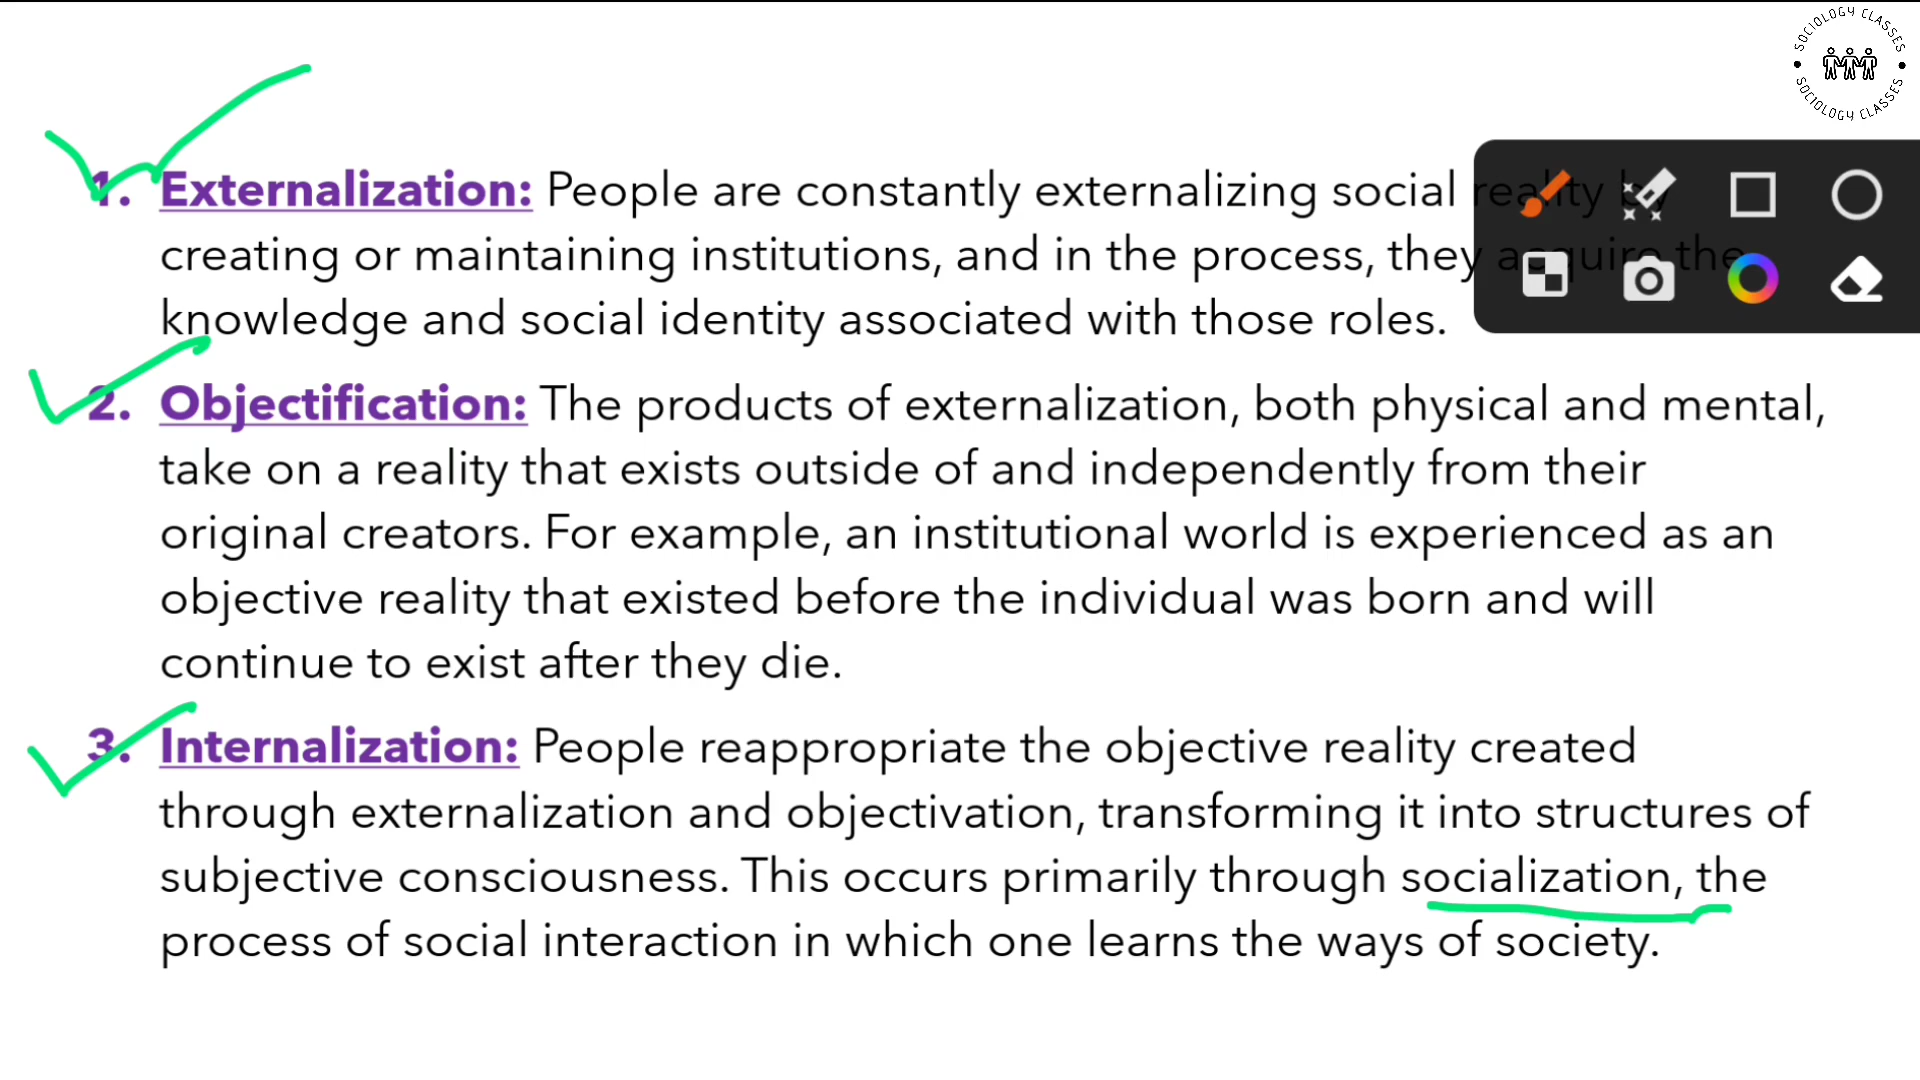 SOCIOLOGY CLASSES
SOCIOLOGY CLASSES
1. Externalization: People are constantly externalizing social reality by
creating or maintaining institutions, and in the process, they acquire the
knowledge and social identity associated with those roles.
2. Objectification: The products of externalization, both physical and mental,
take on a reality that exists outside of and independently from their
original creators. For example, an institutional world is experienced as an
objective reality that existed before the individual was born and will
continue to exist after they die.
3. Internalization: People reappropriate the objective reality created
through externalization and objectivation, transforming it into structures of
subjective consciousness. This occurs primarily through socialization, the
process of social interaction in which one learns the ways of society.